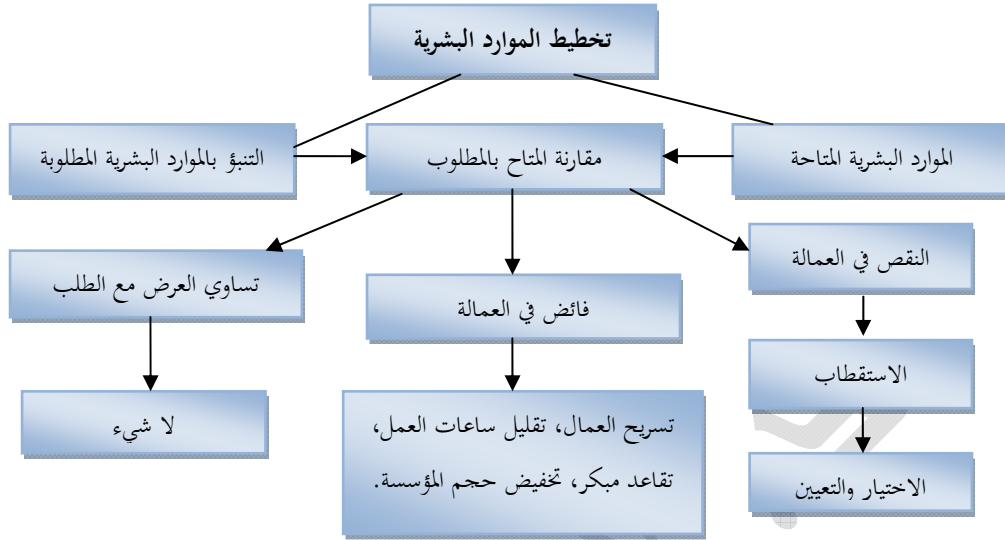 تخطيط الموارد البشرية
الموارد البشرية المتاحة
مقارنة المتاح بالمطلوب
التنبؤ بالموارد البشرية المطلوبة
النقص في العمالة
فائض في العمالة
تساوي العرض مع الطلب
الاستقطاب
تسريح العمال، تقليل ساعات العمل،
تقاعد مبكر، تخفيض حجم المؤسسة.
لا شيء
الاختيار والتعيين